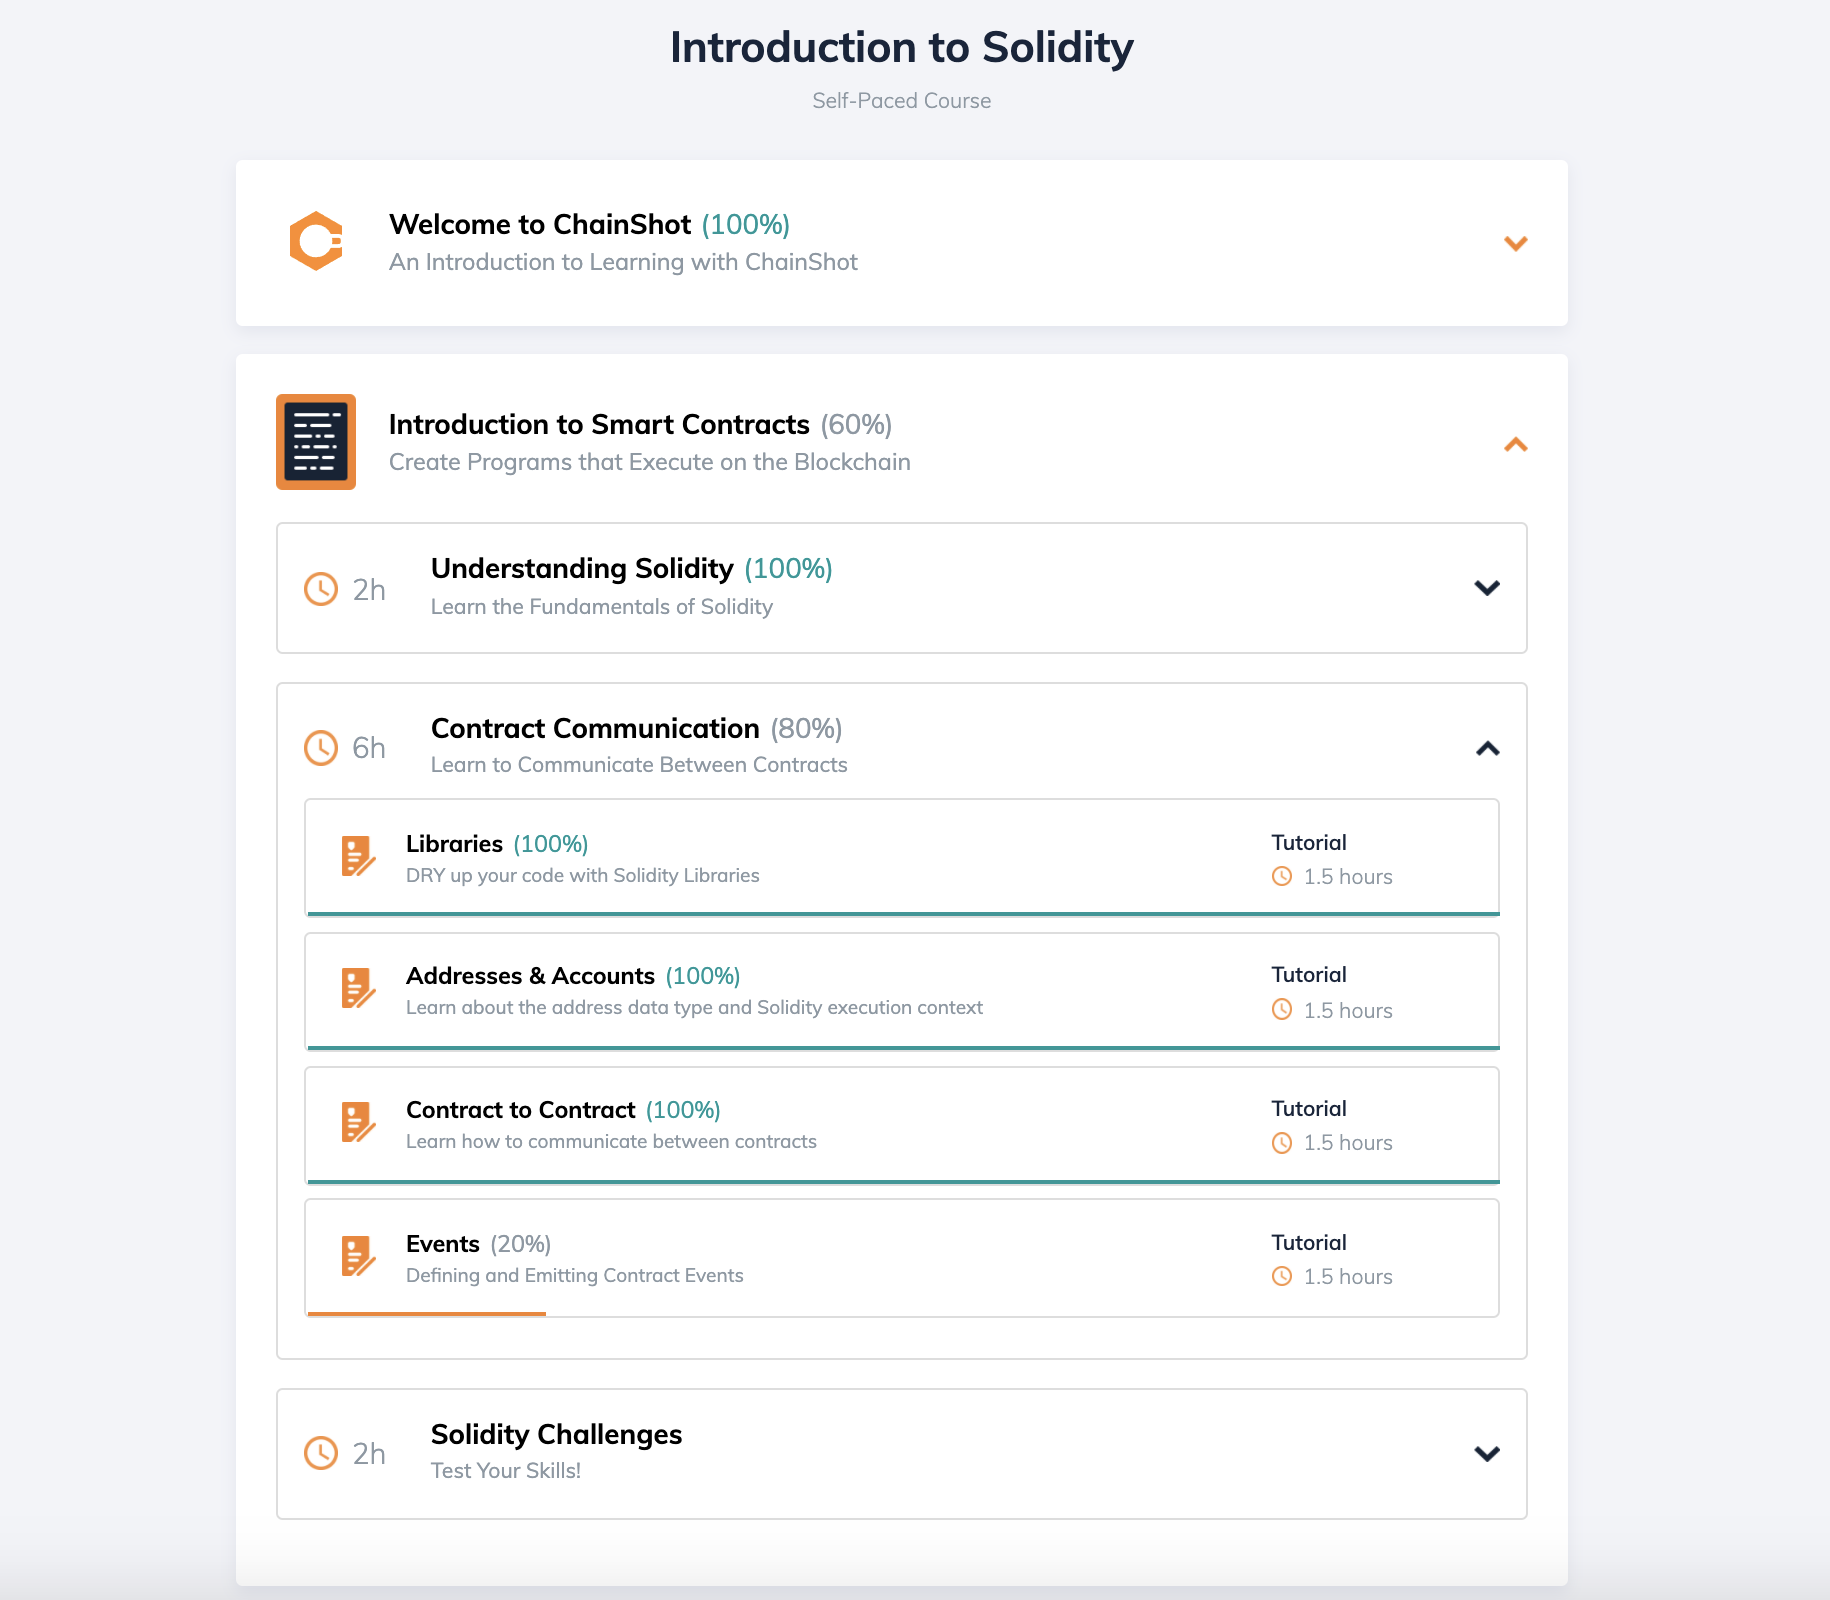 Introduction to Solidity
Self-Paced Course
Welcome to ChainShot (100%)
An Introduction to Learning with ChainShot
Introduction to Smart Contracts (60%)
Create Programs that Execute on the Blockchain
2h
Understanding Solidity (100%)
Learn the Fundamentals of Solidity
6h
Contract Communication (80%)
Learn to Communicate Between Contracts
Libraries (100%)
DRY up your code with Solidity Libraries
Tutorial
1.5 hours
Addresses & Accounts (100%)
Learn about the address data type and Solidity execution context
Tutorial
1.5 hours
Contract to Contract (100%)
Learn how to communicate between contracts
Tutorial
1.5 hours
Events (20%)
Defining and Emitting Contract Events
Tutorial
1.5 hours
2h
Solidity Challenges
Test Your Skills!